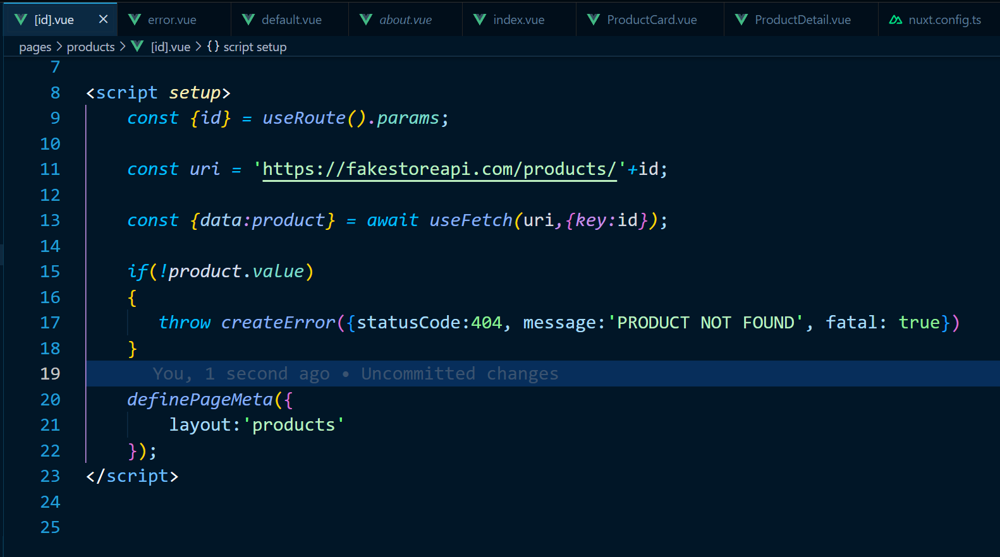 [id].vue × error.vue default.vue about.vue index.vue ProductCard.vue ProductDetail.vue nuxt.config.ts
pages > products > [id].vue > {} script setup
7
8 <script setup>
9 const {id} = useRoute().params;
10
11 const uri = 'https://fakestoreapi.com/products/'+id;
12
13 const {data:product} = await useFetch(uri,{key:id});
14
15 if(!product.value)
16 {
17 throw createError({statusCode:404, message:'PRODUCT NOT FOUND', fatal: true})
18 }
19 You, 1 second ago • Uncommitted changes
20 definePageMeta({
21 layout:'products'
22 });
23 </script>
24
25